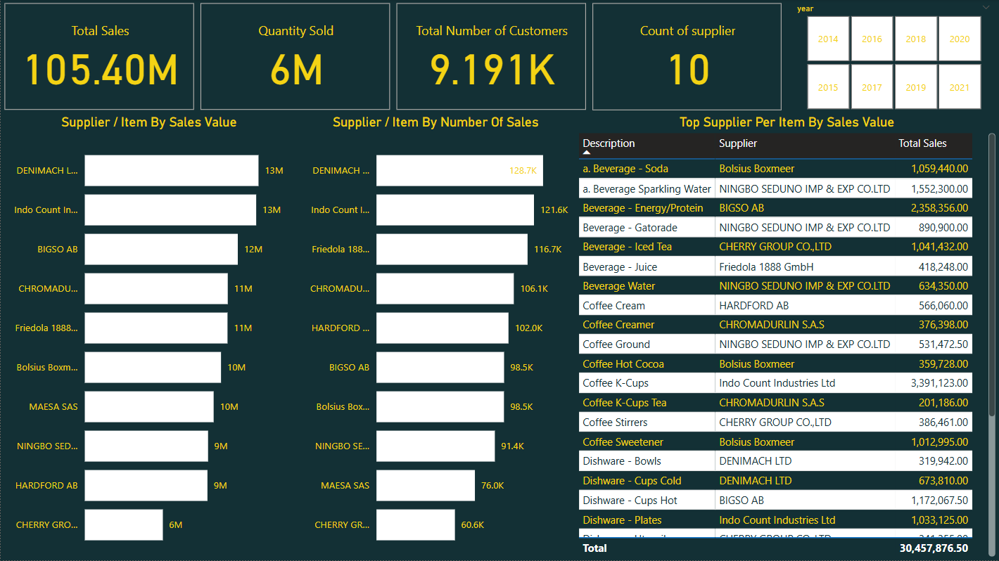 Total Sales
105.40M
Quantity Sold
6M
Total Number of Customers
9.191K
Count of supplier
10
year
2014 2016 2018 2020
2015 2017 2019 2021
Supplier / Item By Sales Value
DENIMACH L... 13M
Indo Count In... 13M
BIGSO AB 12M
CHROMADU... 11M
Friedola 1888... 11M
Bolsius Boxm... 10M
MAESA SAS 10M
NINGBO SED... 9M
HARDFORD AB 9M
CHERRY GRO... 6M
Supplier / Item By Number Of Sales
DENIMACH ... 128.7K
Indo Count I... 121.6K
Friedola 188... 116.7K
CHROMADU... 106.1K
HARDFORD ... 102.0K
BIGSO AB 98.5K
Bolsius Box... 98.5K
NINGBO SE... 91.4K
MAESA SAS 76.0K
CHERRY GR... 60.6K
Top Supplier Per Item By Sales Value
Description Supplier Total Sales
a. Beverage - Soda Bolsius Boxmeer 1,059,440.00
a. Beverage Sparkling Water NINGBO SEDUNO IMP & EXP CO.LTD 1,552,300.00
Beverage - Energy/Protein BIGSO AB 2,358,356.00
Beverage - Gatorade NINGBO SEDUNO IMP & EXP CO.LTD 890,900.00
Beverage - Iced Tea CHERRY GROUP CO.,LTD 1,041,432.00
Beverage - Juice Friedola 1888 GmbH 418,248.00
Beverage Water NINGBO SEDUNO IMP & EXP CO.LTD 634,350.00
Coffee Cream HARDFORD AB 566,060.00
Coffee Creamer CHROMADURLIN S.A.S 376,398.00
Coffee Ground NINGBO SEDUNO IMP & EXP CO.LTD 531,472.50
Coffee Hot Cocoa Bolsius Boxmeer 359,728.00
Coffee K-Cups Indo Count Industries Ltd 3,391,123.00
Coffee K-Cups Tea CHROMADURLIN S.A.S 201,186.00
Coffee Stirrers CHERRY GROUP CO.,LTD 386,461.00
Coffee Sweetener Bolsius Boxmeer 1,012,995.00
Dishware - Bowls DENIMACH LTD 319,942.00
Dishware - Cups Cold DENIMACH LTD 673,810.00
Dishware - Cups Hot BIGSO AB 1,172,067.50
Dishware - Plates Indo Count Industries Ltd 1,033,125.00
Total 30,457,876.50